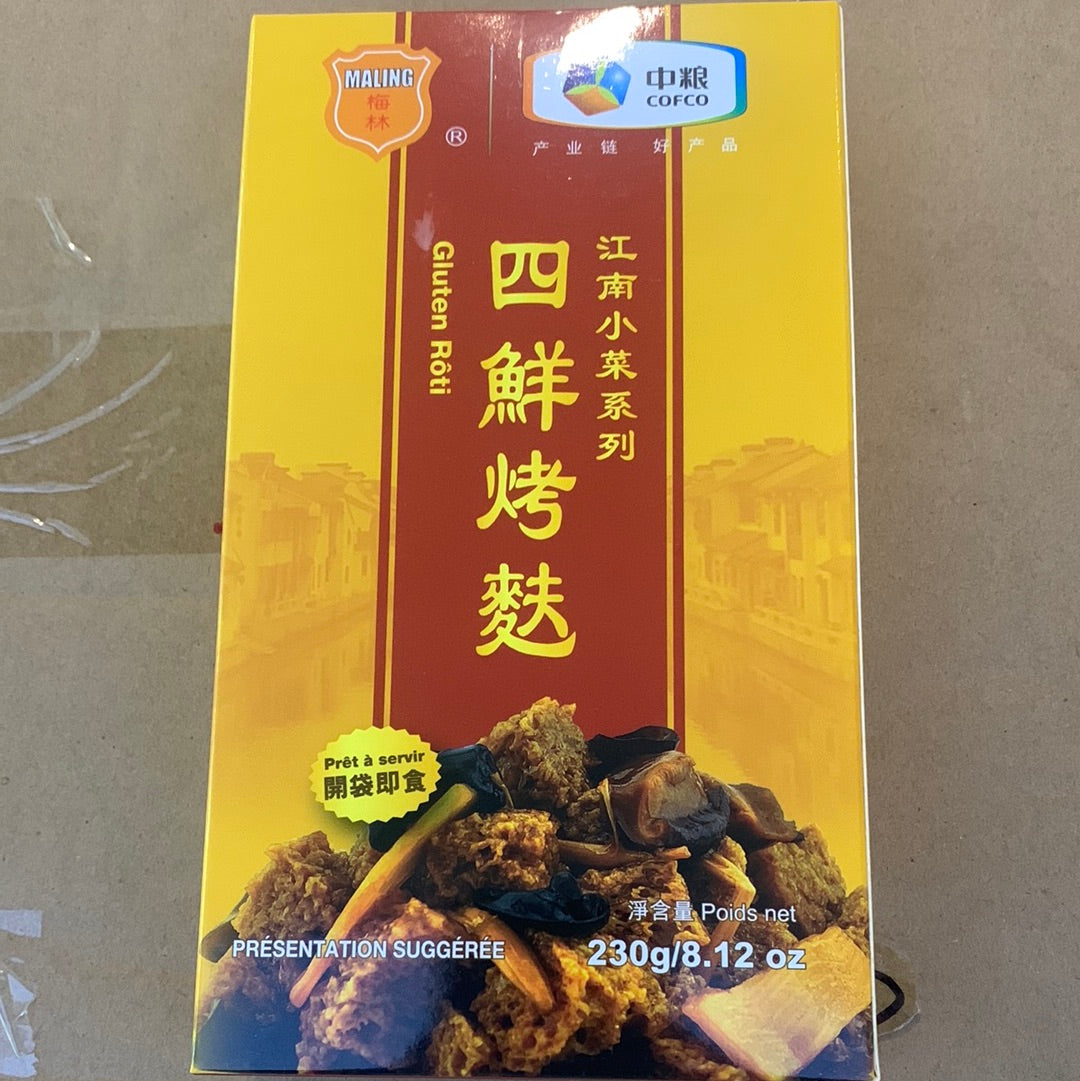 MALING
梅林
®
中粮
COFCO
产业链 好产品
江南小菜系列
四鮮烤麩
Gluten Rôti
Prêt à servir
開袋即食
淨含量 Poids net
230g/8.12 oz
PRÉSENTATION SUGGÉRÉE